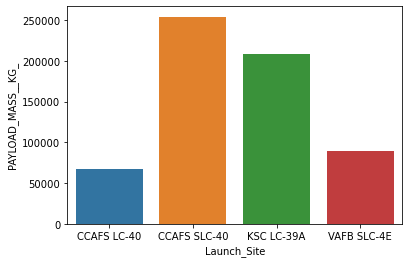 PAYLOAD_MASS__KG_
250000
200000
150000
100000
50000
0
CCAFS LC-40 CCAFS SLC-40 KSC LC-39A VAFB SLC-4E
Launch_Site